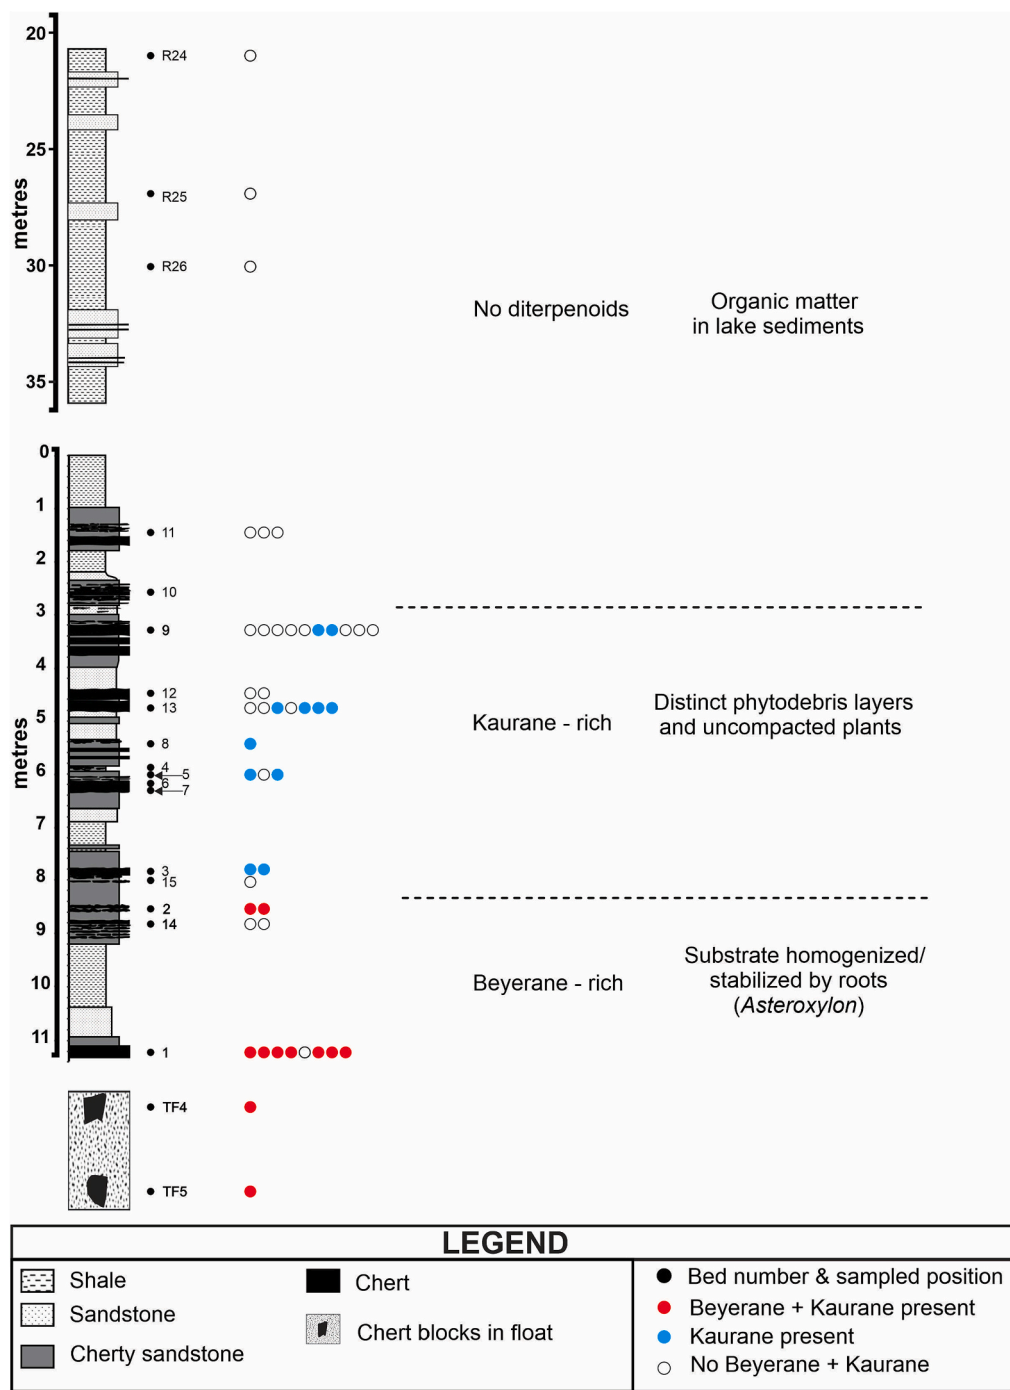 20
R24
25
R25
metres
R26
30
No diterpenoids
Organic matter
in lake sediments
35
0
1
11
2
10
3
9
4
12
13
5
Kaurane - rich
Distinct phytodebris layers
and uncompacted plants
8
4
5
6
6
7
metres
7
3
8
15
2
14
9
Beyerane - rich
Substrate homogenized/
stabilized by roots
(Asteroxylon)
10
11
1
TF4
TF5
LEGEND
Shale
Sandstone
Cherty sandstone
Chert
Chert blocks in float
Bed number & sampled position
Beyerane + Kaurane present
Kaurane present
No Beyerane + Kaurane